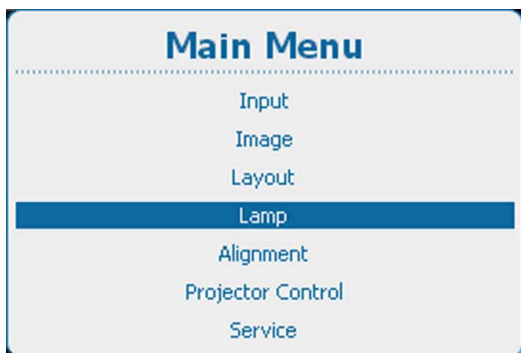 Main Menu
Input
Image
Layout
Lamp
Alignment
Projector Control
Service